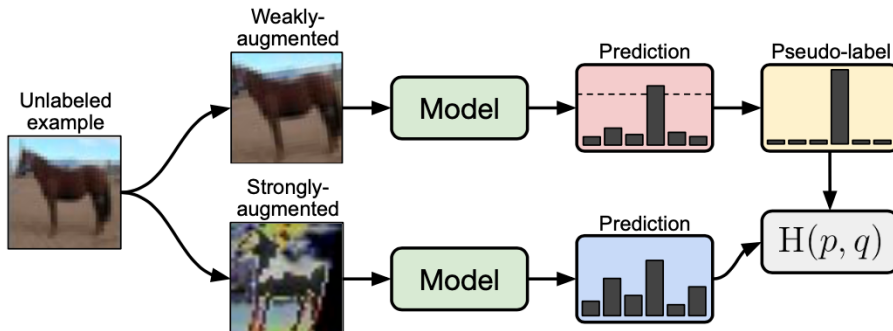 Weakly-
augmented
Prediction
Pseudo-label
Unlabeled
example
Model
Strongly-
augmented
Prediction
Model
H(p, q)